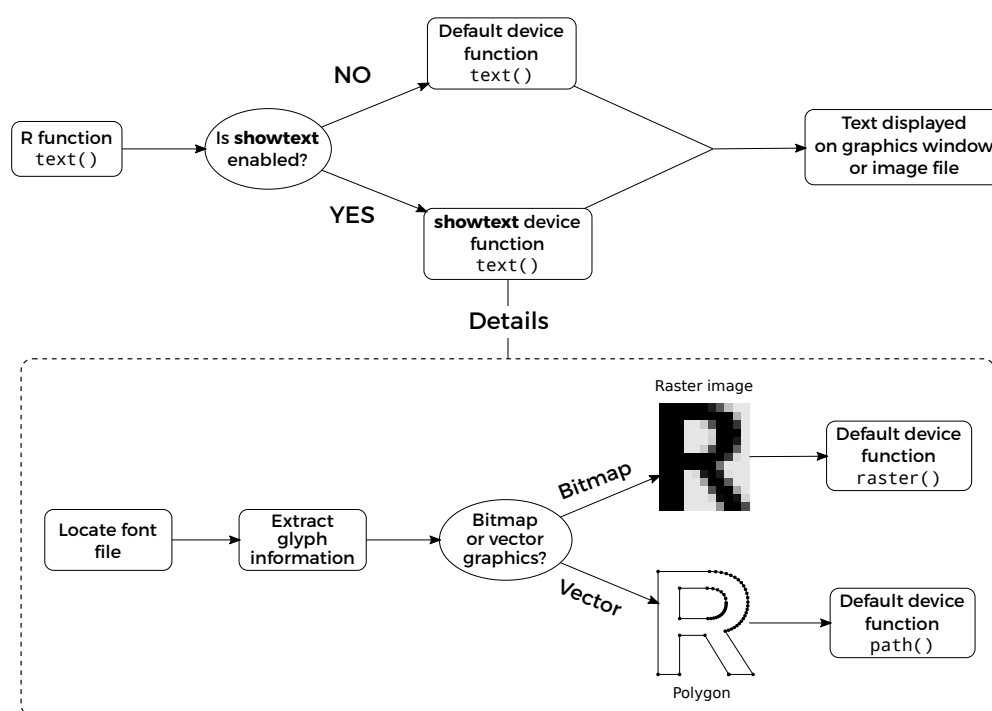 R function
text()
Is showtext
enabled?
NO
YES
Default device
function
text()
showtext device
function
text()
Text displayed
on graphics window
or image file
Details
Locate font
file
Extract
glyph
information
Bitmap
or vector
graphics?
Bitmap
Vector
Raster image
R
Default device
function
raster()
R
Polygon
Default device
function
path()